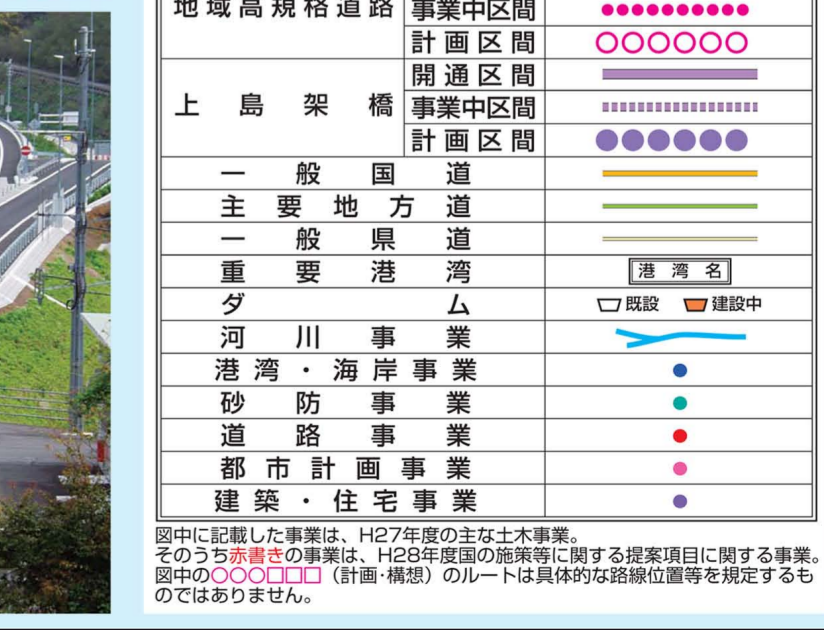 地域高規格道路 事業中区間
計画区間
上島架橋 開通区間
事業中区間
計画区間
一般国道
主要地方道
一般県道
重要港湾 港湾名
ダム 既設 建設中
河川事業
港湾・海岸事業
砂防事業
道路事業
都市計画事業
建築・住宅事業
図中に記載した事業は、H27年度の主な土木事業。
そのうち赤書きの事業は、H28年度国の施策等に関する提案項目に関する事業。
図中の○○○□□□（計画・構想）のルートは具体的な路線位置等を規定するも
のではありません。